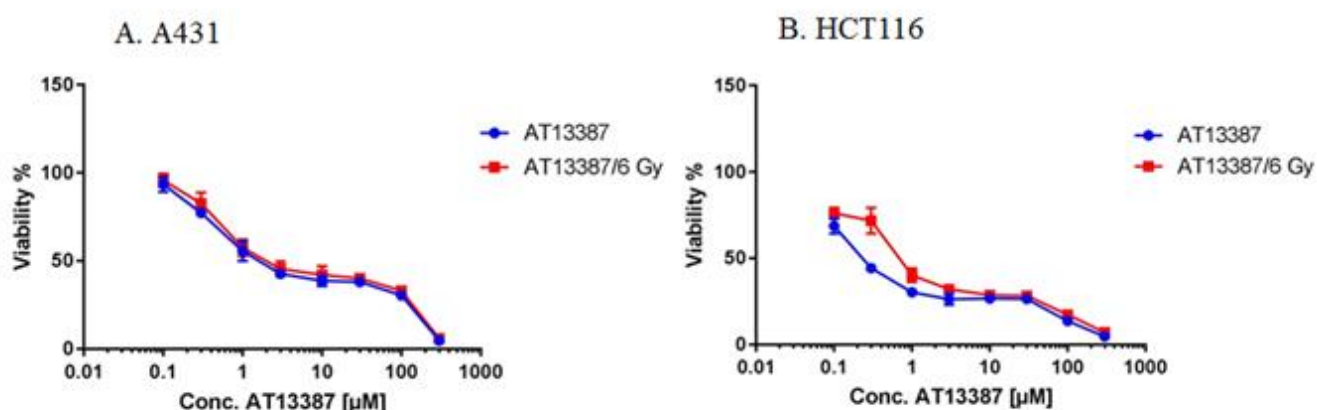 A. A431
150
100
50
0
Viability %
0.01 0.1 1 10 100 1000
Conc. AT13387 [µM]
AT13387
AT13387/6 Gy
B. HCT116
150
100
50
0
Viability %
0.01 0.1 1 10 100 1000
Conc. AT13387 [µM]
AT13387
AT13387/6 Gy